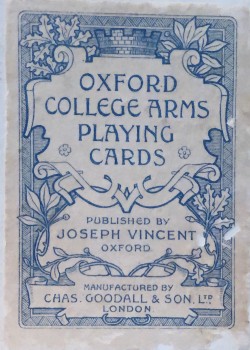 OXFORD
COLLEGE ARMS
PLAYING
CARDS
PUBLISHED BY
JOSEPH VINCENT
OXFORD.
MANUFACTURED BY
CHAS. GOODALL & SON. LTD
LONDON